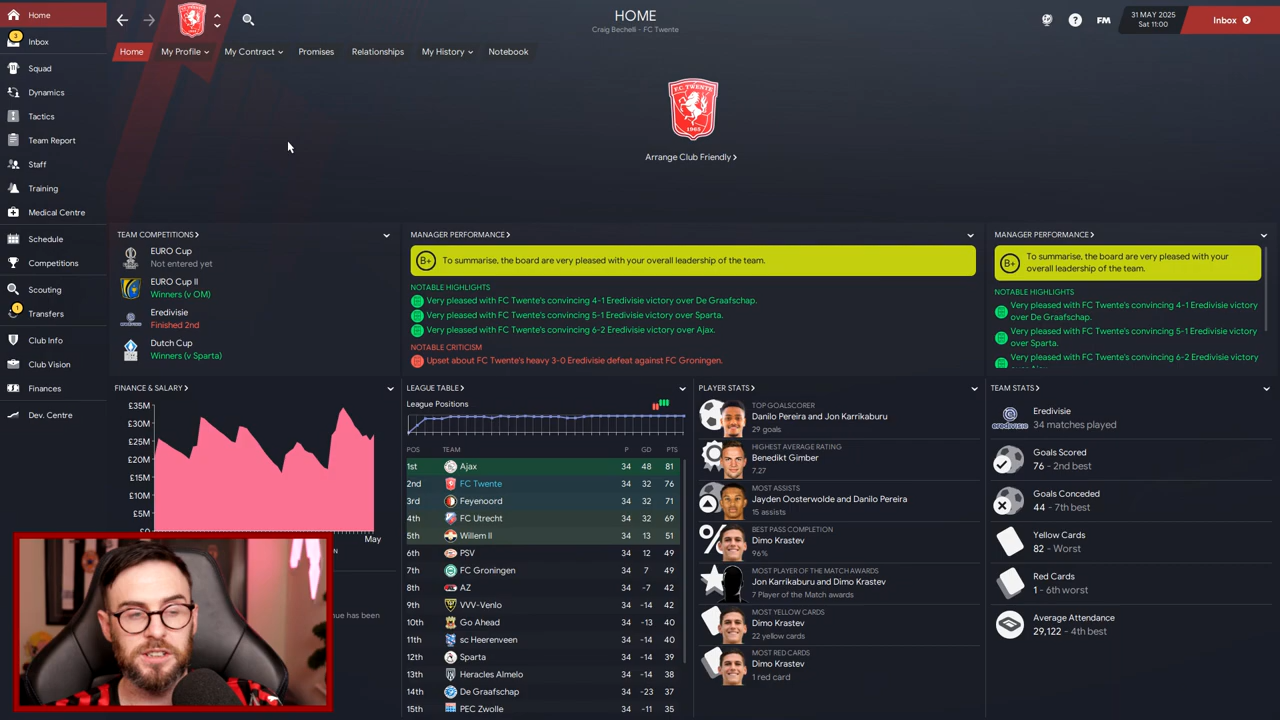 Home
HOME
Craig Bechelli - FC Twente
FM
31 MAY 2025
Sat 11:00
Inbox
3
Inbox
Home
My Profile
My Contract
Promises
Relationships
My History
Notebook
Squad
Dynamics
Tactics
Team Report
Staff
Training
Medical Centre
Schedule
Competitions
Scouting
1
Transfers
Club Info
Club Vision
Finances
Dev. Centre
F.C. TWENTE
1965
Arrange Club Friendly
TEAM COMPETITIONS
EURO Cup
Not entered yet
EURO Cup II
Winners (v OM)
Eredivisie
Finished 2nd
Dutch Cup
Winners (v Sparta)
MANAGER PERFORMANCE
B+
To summarise, the board are very pleased with your overall leadership of the team.
NOTABLE HIGHLIGHTS
Very pleased with FC Twente's convincing 4-1 Eredivisie victory over De Graafschap.
Very pleased with FC Twente's convincing 5-1 Eredivisie victory over Sparta.
Very pleased with FC Twente's convincing 6-2 Eredivisie victory over Ajax.
NOTABLE CRITICISM
Upset about FC Twente's heavy 3-0 Eredivisie defeat against FC Groningen.
MANAGER PERFORMANCE
B+
To summarise, the board are very pleased with your
overall leadership of the team.
NOTABLE HIGHLIGHTS
Very pleased with FC Twente's convincing 4-1 Eredivisie
victory over De Graafschap.
Very pleased with FC Twente's convincing 5-1 Eredivisie
victory over Sparta.
Very pleased with FC Twente's convincing 6-2 Eredivisie
FINANCE & SALARY
£35M
£30M
£25M
£20M
£15M
£10M
£5M
£0
May
ue has been
LEAGUE TABLE
League Positions
POS TEAM P GD PTS
1st Ajax 34 48 81
2nd FC Twente 34 32 76
3rd Feyenoord 34 32 71
4th FC Utrecht 34 32 69
5th Willem II 34 13 51
6th PSV 34 12 49
7th FC Groningen 34 7 49
8th AZ 34 -7 42
9th VVV-Venlo 34 -14 42
10th Go Ahead 34 -13 40
11th sc Heerenveen 34 -14 40
12th Sparta 34 -14 39
13th Heracles Almelo 34 -14 38
14th De Graafschap 34 -23 37
15th PEC Zwolle 34 -11 35
PLAYER STATS
TOP GOALSCORER
Danilo Pereira and Jon Karrikaburu
29 goals
HIGHEST AVERAGE RATING
Benedikt Gimber
7.27
MOST ASSISTS
Jayden Oosterwolde and Danilo Pereira
15 assists
BEST PASS COMPLETION
Dimo Krastev
96%
MOST PLAYER OF THE MATCH AWARDS
Jon Karrikaburu and Dimo Krastev
7 Player of the Match awards
MOST YELLOW CARDS
Dimo Krastev
22 yellow cards
MOST RED CARDS
Dimo Krastev
1 red card
TEAM STATS
Eredivisie
34 matches played
Goals Scored
76 - 2nd best
Goals Conceded
44 - 7th best
Yellow Cards
82 - Worst
Red Cards
1 - 6th worst
Average Attendance
29,122 - 4th best